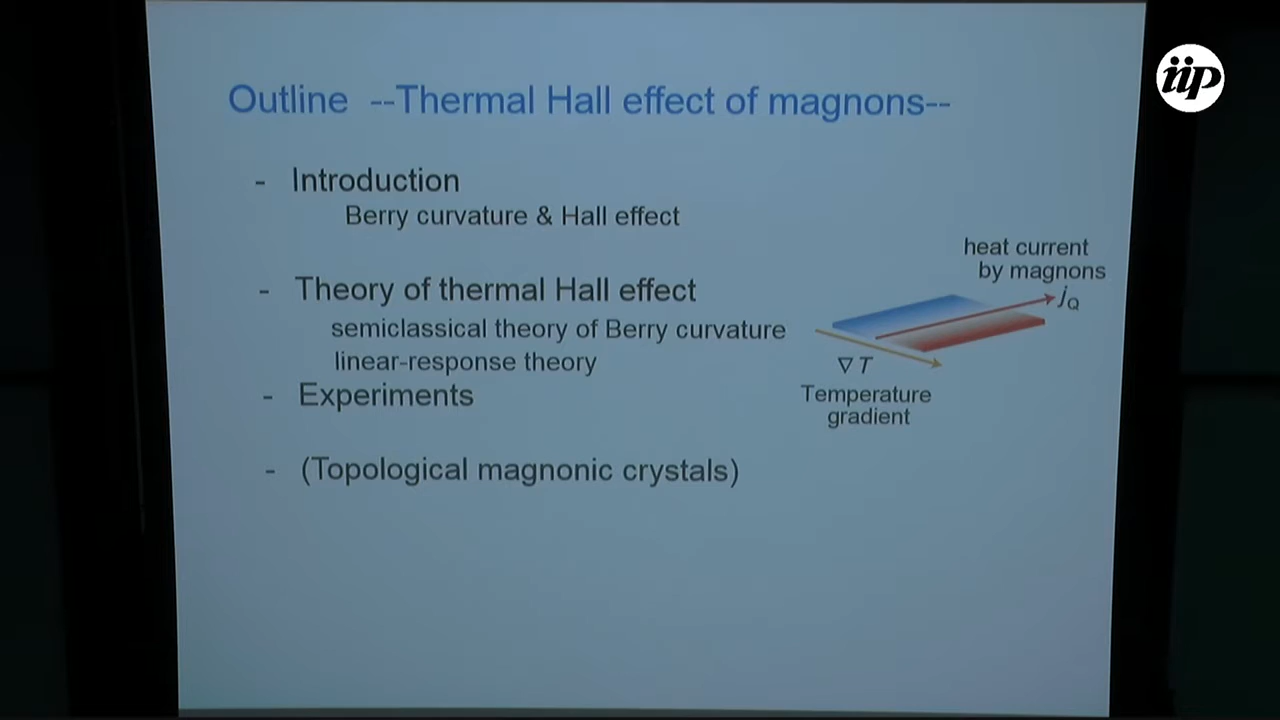 iip
Outline --Thermal Hall effect of magnons--
- Introduction
Berry curvature & Hall effect
- Theory of thermal Hall effect
semiclassical theory of Berry curvature
linear-response theory
- Experiments
- (Topological magnonic crystals)
heat current
by magnons
jQ
∇ T
Temperature
gradient